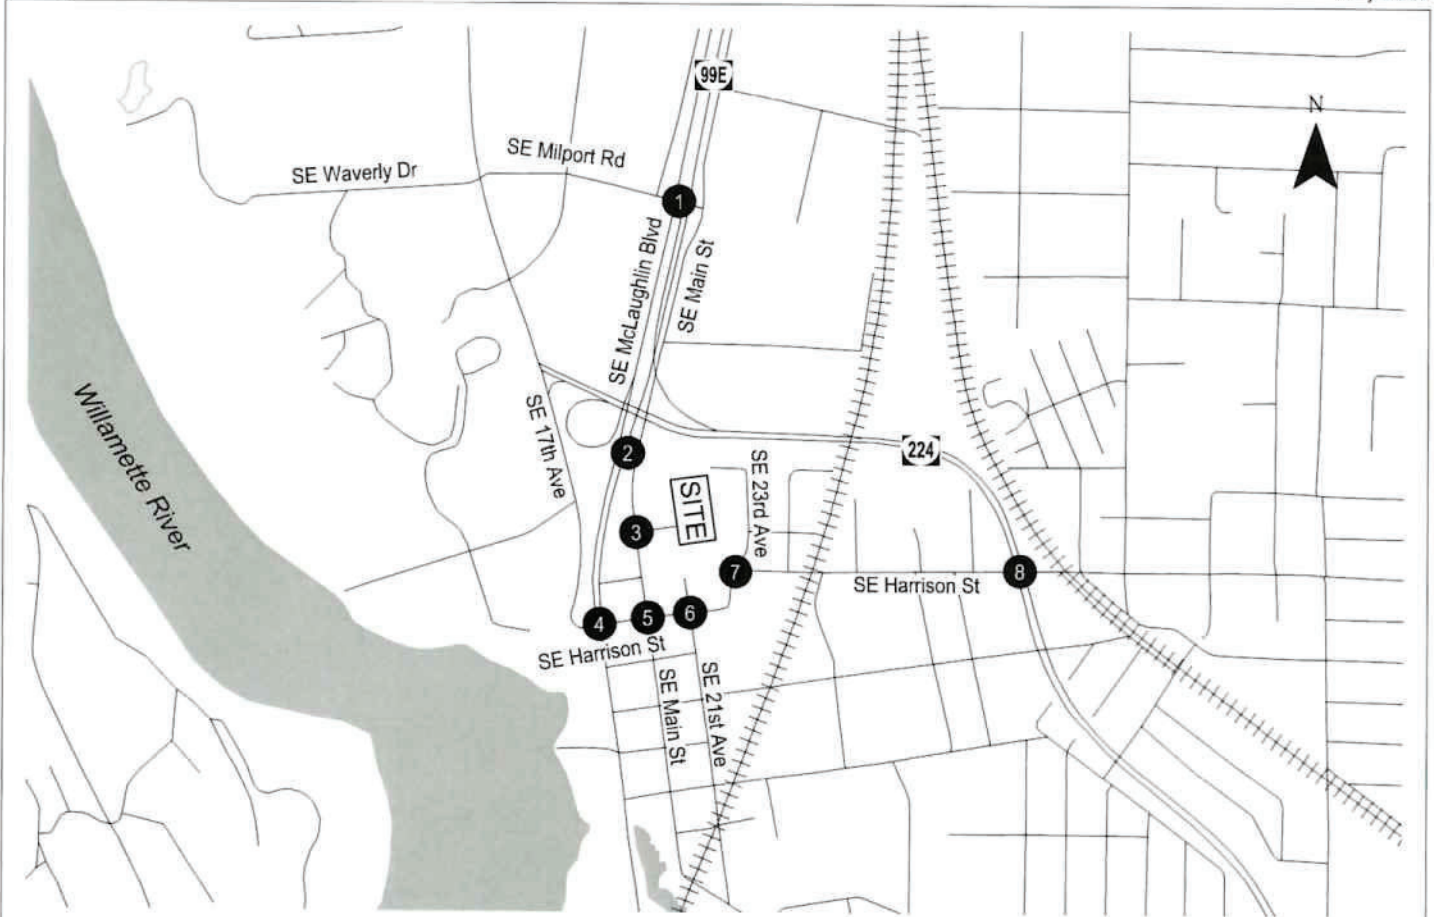 99E
N
SE Milport Rd
SE Waverly Dr
1
SE McLaughlin Blvd
SE Main St
Willamette River
SE 17th Ave
2
224
SITE
SE 23rd Ave
3
7
SE Harrison St
8
4
5
6
SE Harrison St
SE Main St
SE 21st Ave